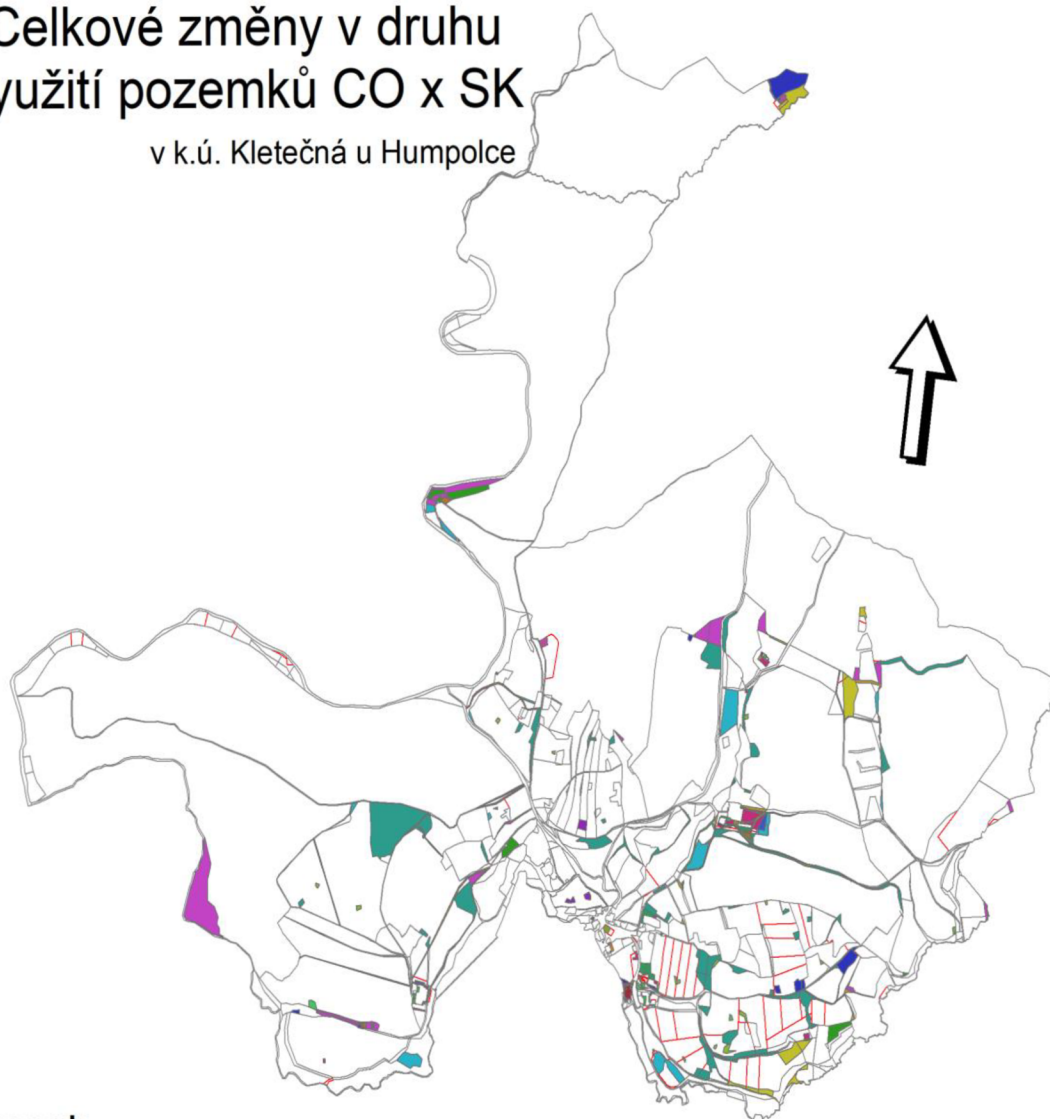 Celkové změny v druhu
yužití pozemků CO x SK
v k.ú. Kletečná u Humpolce